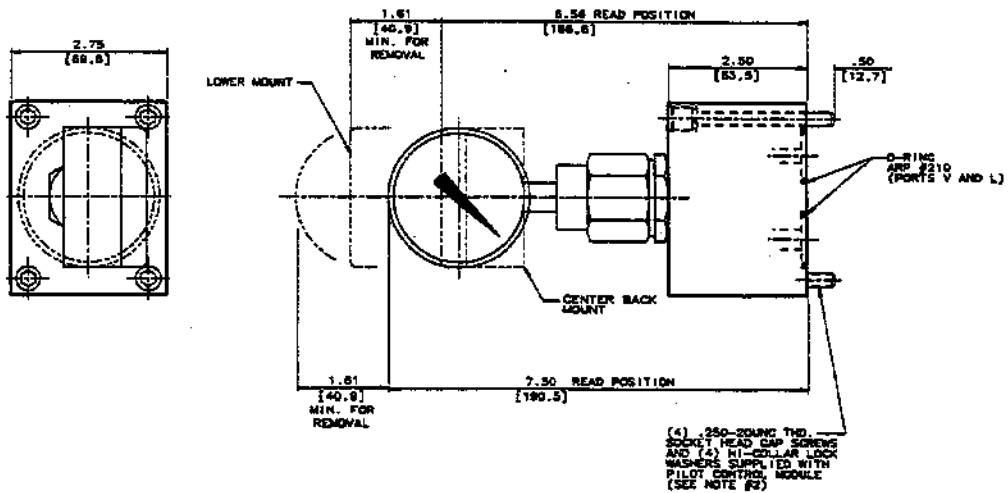 1.61
[40.9]
MIN. FOR
REMOVAL
6.56 READ POSITION
[166.6]
2.75
[69.8]
2.50
[63.5]
.50
[12.7]
LOWER MOUNT
O-RING
ARP #210
(PORTS V AND L)
CENTER BACK
MOUNT
1.61
[40.9]
MIN. FOR
REMOVAL
7.50 READ POSITION
[190.5]
(4) .250-20UNC THD.
SOCKET HEAD CAP SCREWS
AND (4) HI-COLLAR LOCK
WASHERS SUPPLIED WITH
PILOT CONTROL MODULE
(SEE NOTE #2)